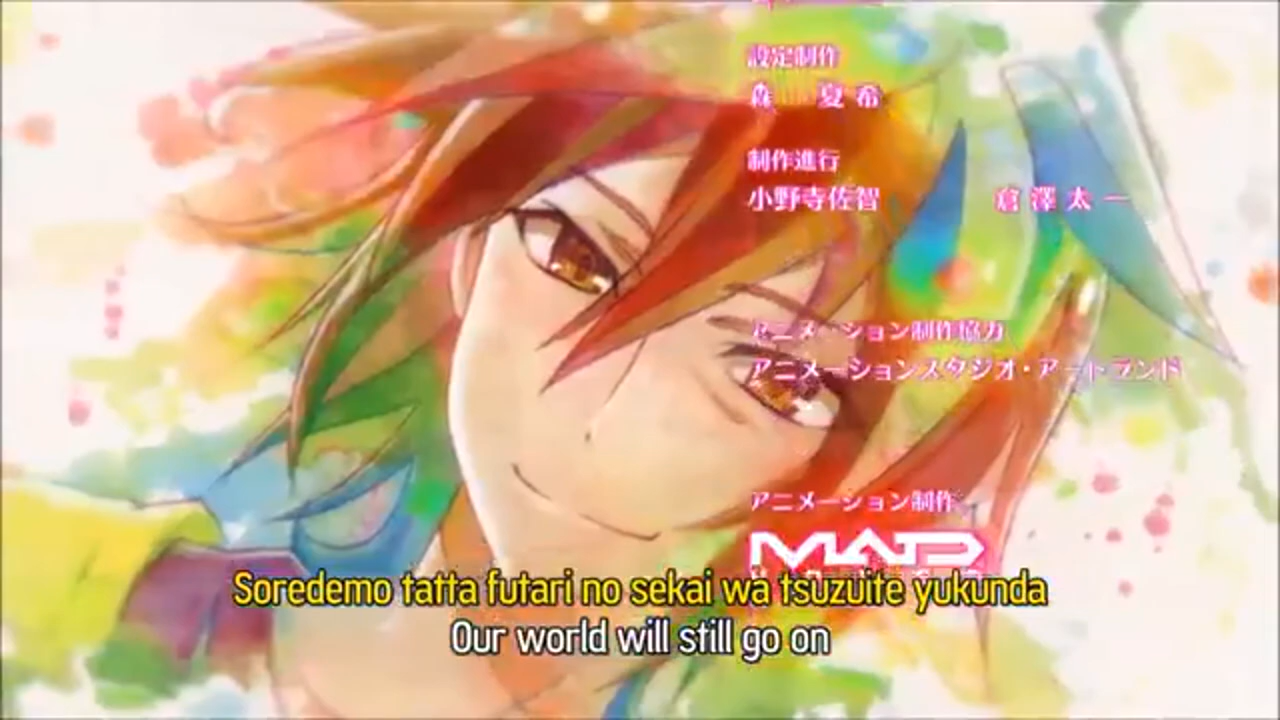 設定制作
森 夏希
制作進行
小野寺佐智 倉澤太一
アニメーション制作協力
アニメーションスタジオ・アートランド
アニメーション制作
MAD
Soredemo tatta futari no sekai wa tsuzuite yukunda
Our world will still go on